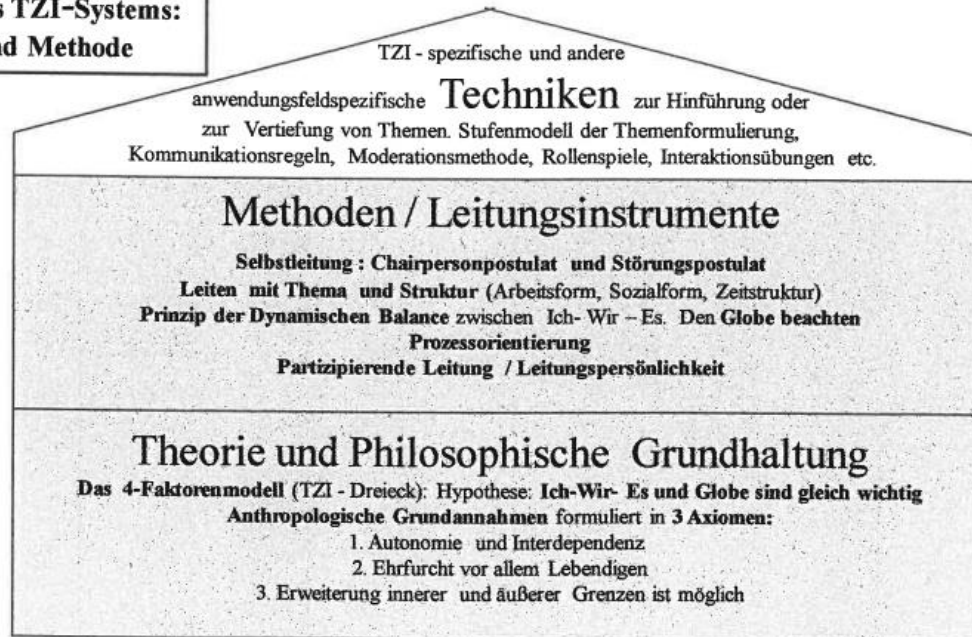 s TZI-Systems:
d Methode
TZI - spezifische und andere
anwendungsfeldspezifische Techniken zur Hinführung oder
zur Vertiefung von Themen. Stufenmodell der Themenformulierung,
Kommunikationsregeln, Moderationsmethode, Rollenspiele, Interaktionsübungen etc.
Methoden / Leitungsinstrumente
Selbstleitung : Chairpersonpostulat und Störungspostulat
Leiten mit Thema und Struktur (Arbeitsform, Sozialform, Zeitstruktur)
Prinzip der Dynamischen Balance zwischen Ich- Wir – Es. Den Globe beachten
Prozessorientierung
Partizipierende Leitung / Leitungspersönlichkeit
Theorie und Philosophische Grundhaltung
Das 4-Faktorenmodell (TZI - Dreieck): Hypothese: Ich-Wir- Es und Globe sind gleich wichtig
Anthropologische Grundannahmen formuliert in 3 Axiomen:
1. Autonomie und Interdependenz
2. Ehrfurcht vor allem Lebendigen
3. Erweiterung innerer und äußerer Grenzen ist möglich